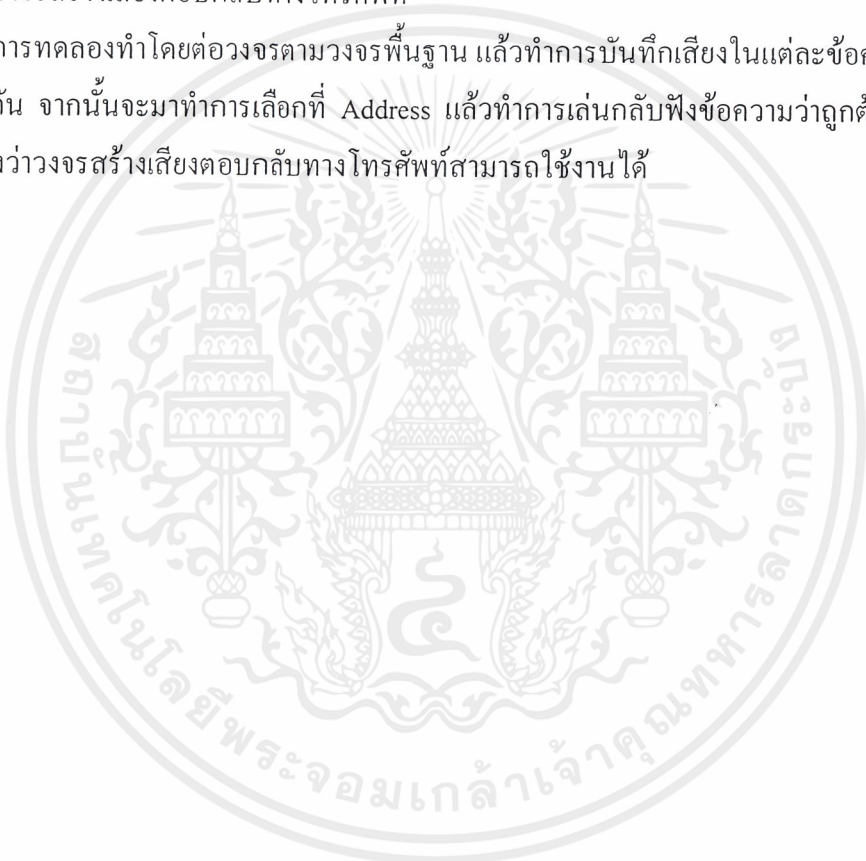 การทดลองทำโดยต่อวงจรตามวงจรพื้นฐาน แล้วทำการบันทึกเสียงในแต่ละข้อ
กัน จากนั้นจะมาทำการเลือกที่ Address แล้วทำการเล่นกลับฟังข้อความว่าถูก
ว่าวงจรสร้างเสียงตอบกลับทางโทรศัพท์สามารถใช้งานได้
สถาบันเทคโนโลยีพระจอมเกล้าเจ้าคุณทหารลาดกระบัง